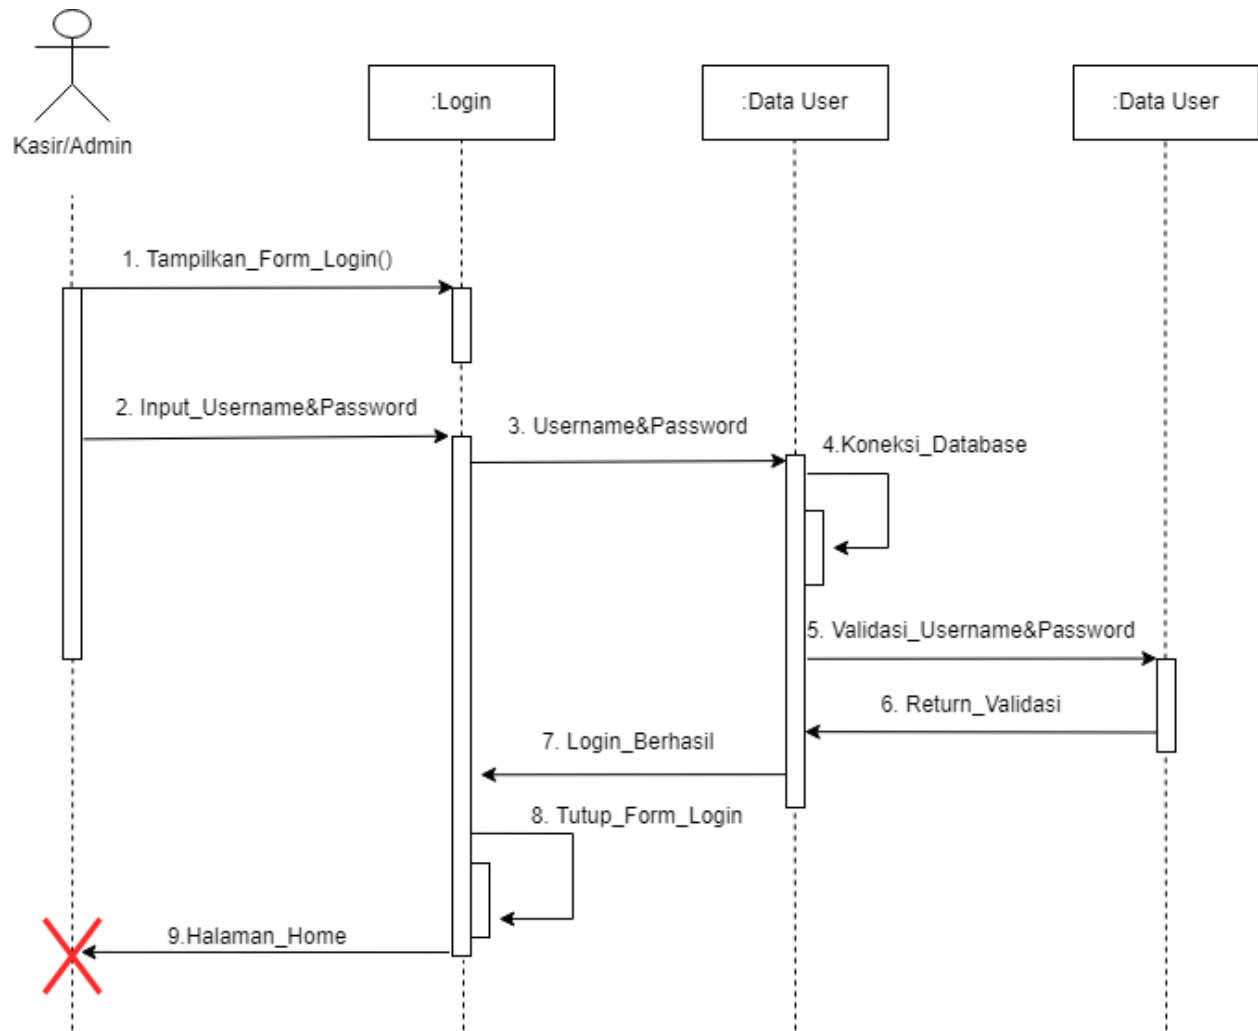 Kasir/Admin
:Login
:Data User
:Data User
1. Tampilkan_Form_Login()
2. Input_Username&Password
3. Username&Password
4.Koneksi_Database
5. Validasi_Username&Password
6. Return_Validasi
7. Login_Berhasil
8. Tutup_Form_Login
9.Halaman_Home